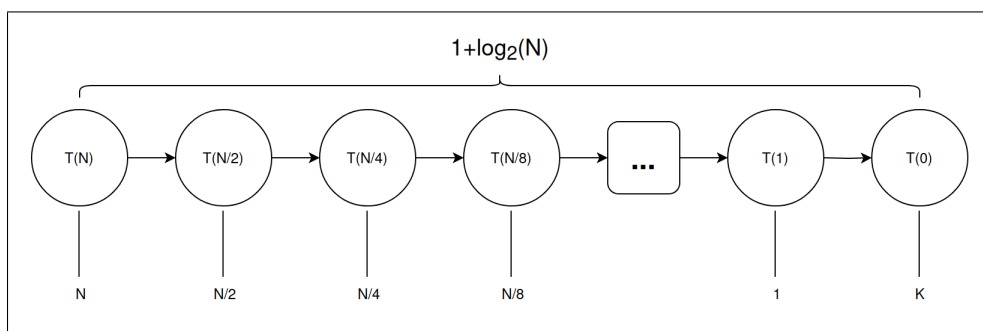 1+log₂(N)
T(N) T(N/2) T(N/4) T(N/8) ... T(1) T(0)
N N/2 N/4 N/8 1 K